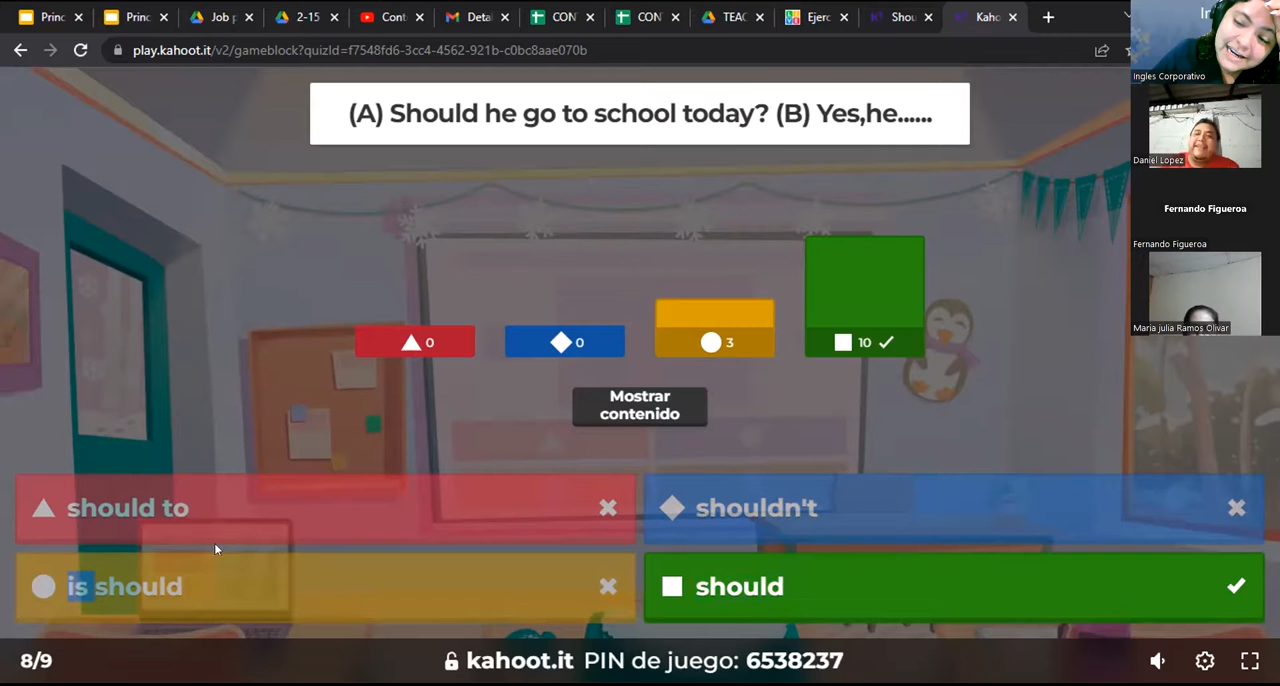 Princ
Princ
Job p
2-15
Cont
Detal
CON
CON
TEAC
Ejerc
Shou
Kaho
play.kahoot.it/v2/gameblock?quizId=f7548fd6-3cc4-4562-921b-c0bc8aae070b
(A) Should he go to school today? (B) Yes,he......
0
0
3
10
Mostrar
contenido
should to
shouldn't
is should
should
8/9
kahoot.it PIN de juego: 6538237
Ingles Corporativo
Daniel Lopez
Fernando Figueroa
Fernando Figueroa
Maria julia Ramos Olivar